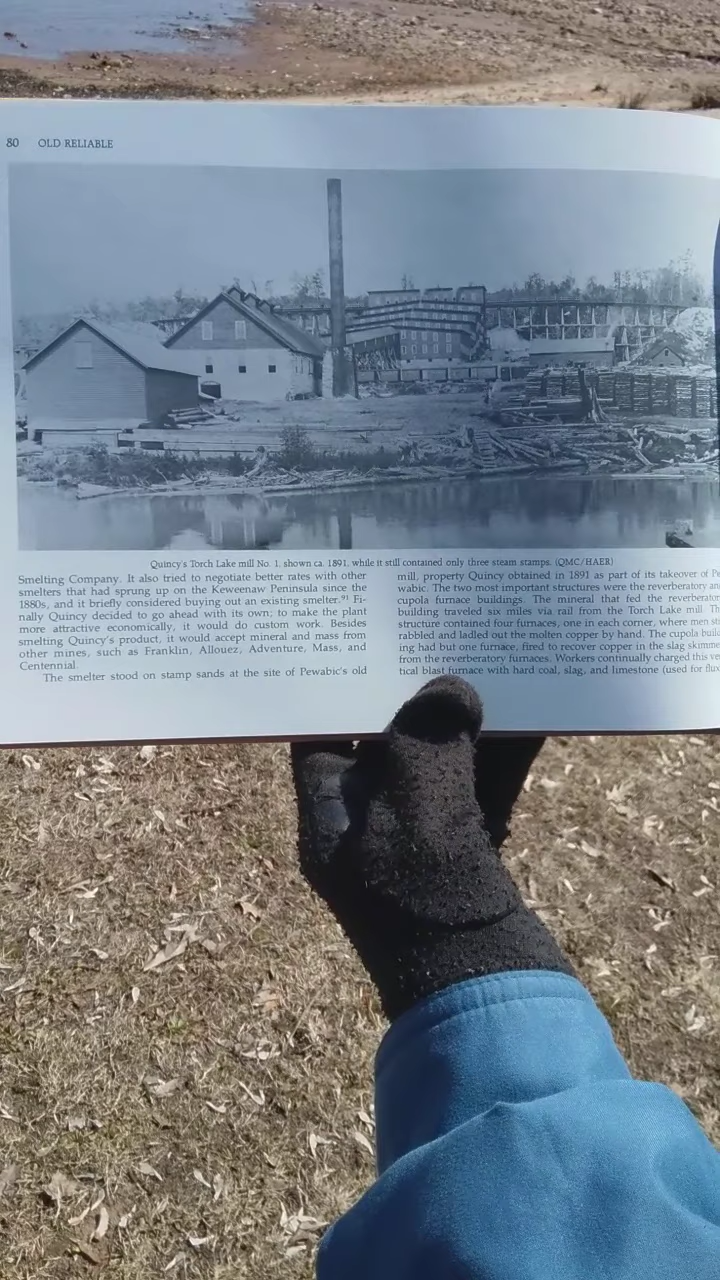 80 OLD RELIABLE
Quincy's Torch Lake mill No. 1, shown ca. 1891, while it still contained only three steam stamps. (QMC/HAER)
Smelting Company. It also tried to negotiate better rates with other
smelters that had sprung up on the Keweenaw Peninsula since the
1880s, and it briefly considered buying out an existing smelter.91 Fi-
nally Quincy decided to go ahead with its own; to make the plant
more attractive economically, it would do custom work. Besides
smelting Quincy's product, it would accept mineral and mass from
other mines, such as Franklin, Allouez, Adventure, Mass, and
Centennial.
The smelter stood on stamp sands at the site of Pewabic's old
mill, property Quincy obtained in 1891 as part of its takeover of Pe
wabic. The two most important structures were the reverberatory an
cupola furnace buildings. The mineral that fed the reverberator
building traveled six miles via rail from the Torch Lake mill. Th
structure contained four furnaces, one in each corner, where men sti
rabbled and ladled out the molten copper by hand. The cupola buil
ing had but one furnace, fired to recover copper in the slag skimme
from the reverberatory furnaces. Workers continually charged this ve
tical blast furnace with hard coal, slag, and limestone (used for flux